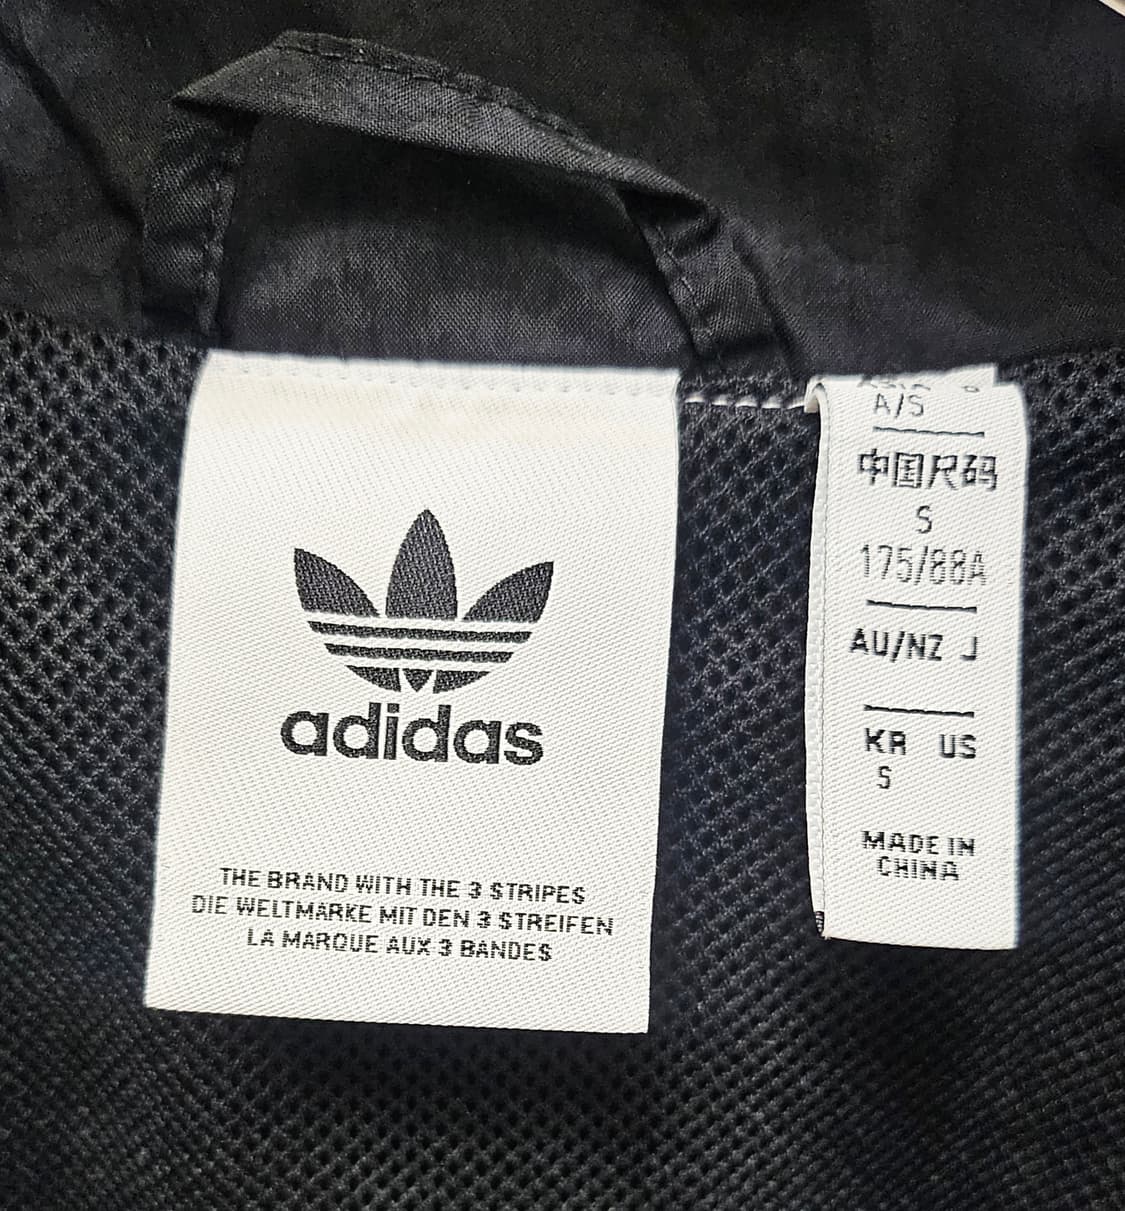 adidas
THE BRAND WITH THE 3 STRIPES
DIE WELTMARKE MIT DEN 3 STREIFEN
LA MARQUE AUX 3 BANDES
A/S
中国尺码
S
175/88A
AU/NZ J
KR US
S
MADE IN
CHINA